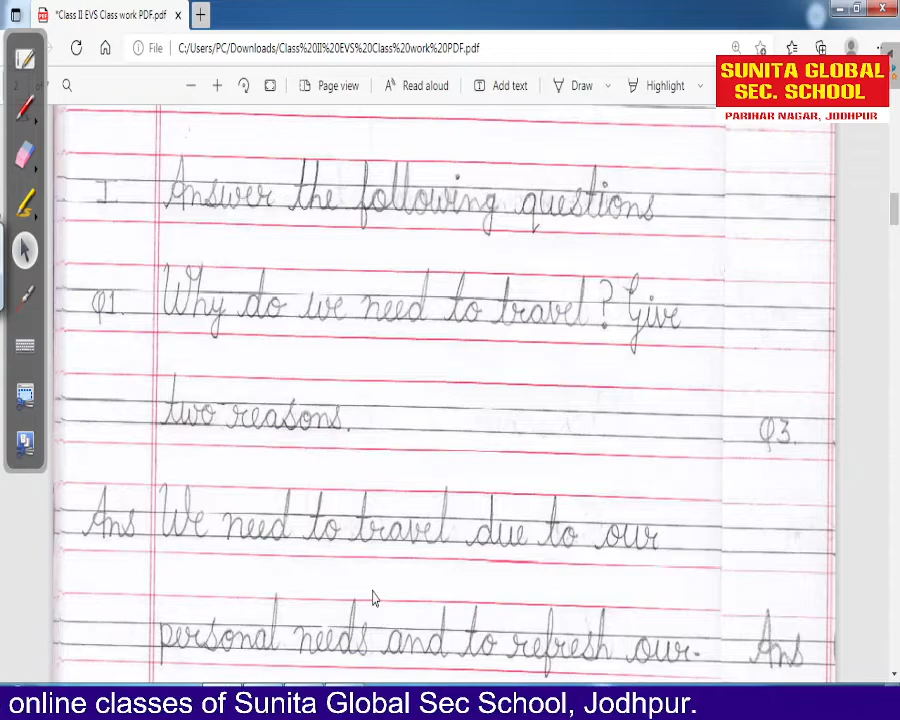 *Class II EVS Class work PDF.pdf
File C:/Users/PC/Downloads/Class%20II%20EVS%20Class%20work%20PDF.pdf
2
Page view Read aloud Add text Draw Highlight
SUNITA GLOBAL
SEC. SCHOOL
PARIHAR NAGAR, JODHPUR
I. Answer the following questions
Q1. Why do we need to travel? Give
two reasons.
Q3.
Ans We need to travel due to our
personal needs and to refresh our-
Ans
online classes of Sunita Global Sec School, Jodhpur.